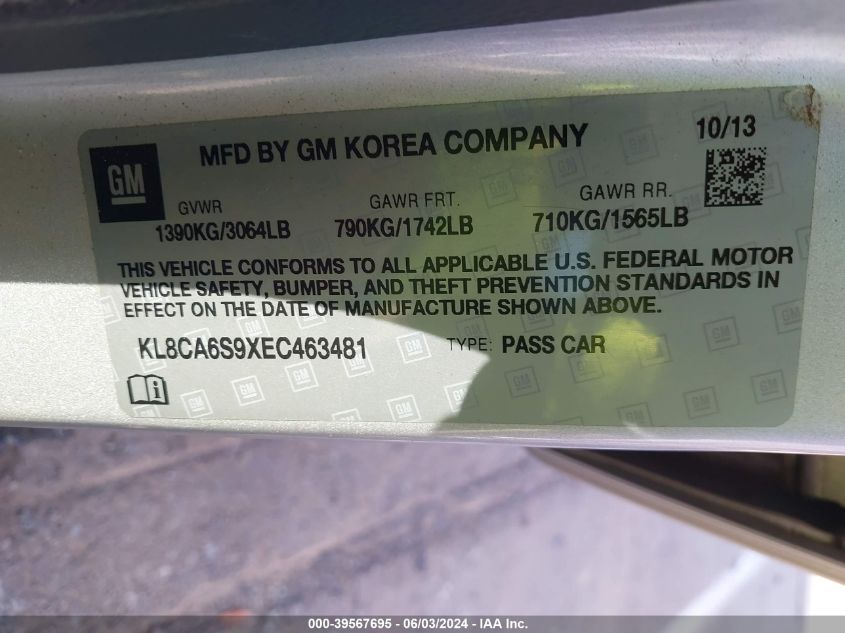 MFD BY GM KOREA COMPANY 10/13
GM
GVWR GAWR FRT. GAWR RR.
1390KG/3064LB 790KG/1742LB 710KG/1565LB
THIS VEHICLE CONFORMS TO ALL APPLICABLE U.S. FEDERAL MOTOR
VEHICLE SAFETY, BUMPER, AND THEFT PREVENTION STANDARDS IN
EFFECT ON THE DATE OF MANUFACTURE SHOWN ABOVE.
KL8CA6S9XEC463481 TYPE: PASS CAR
000-39567695 - 06/03/2024 - IAA Inc.